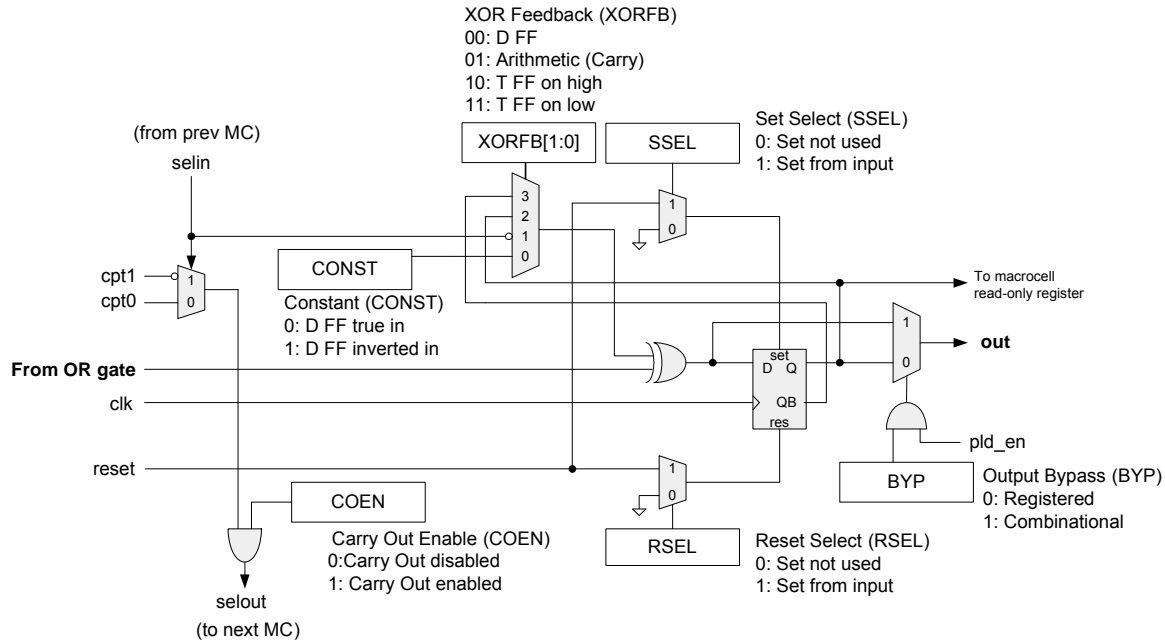 XOR Feedback (XORFB)
00: D FF
01: Arithmetic (Carry)
10: T FF on high
11: T FF on low
(from prev MC)
selin
XORFB[1:0]
SSEL
Set Select (SSEL)
0: Set not used
1: Set from input
3
2
1
0
1
0
cpt1
cpt0
1
0
CONST
Constant (CONST)
0: D FF true in
1: D FF inverted in
To macrocell
read-only register
1
0
out
From OR gate
set
D Q
QB
res
clk
pld_en
reset
1
0
BYP
Output Bypass (BYP)
0: Registered
1: Combinational
COEN
Carry Out Enable (COEN)
0:Carry Out disabled
1: Carry Out enabled
RSEL
Reset Select (RSEL)
0: Set not used
1: Set from input
selout
(to next MC)